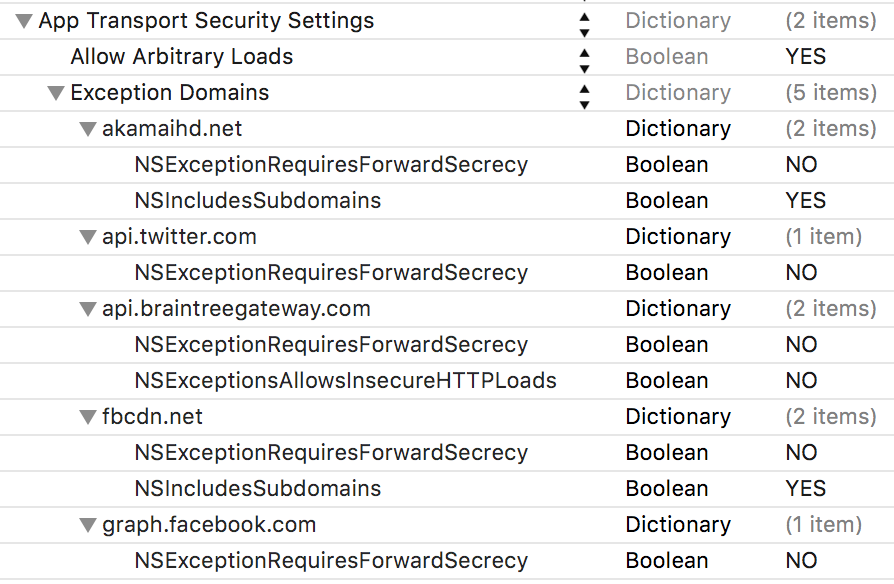 App Transport Security Settings Dictionary (2 items)
Allow Arbitrary Loads Boolean YES
Exception Domains Dictionary (5 items)
akamaihd.net Dictionary (2 items)
NSExceptionRequiresForwardSecrecy Boolean NO
NSIncludesSubdomains Boolean YES
api.twitter.com Dictionary (1 item)
NSExceptionRequiresForwardSecrecy Boolean NO
api.braintreegateway.com Dictionary (2 items)
NSExceptionRequiresForwardSecrecy Boolean NO
NSExceptionsAllowsInsecureHTTPLoads Boolean NO
fbcdn.net Dictionary (2 items)
NSExceptionRequiresForwardSecrecy Boolean NO
NSIncludesSubdomains Boolean YES
graph.facebook.com Dictionary (1 item)
NSExceptionRequiresForwardSecrecy Boolean NO